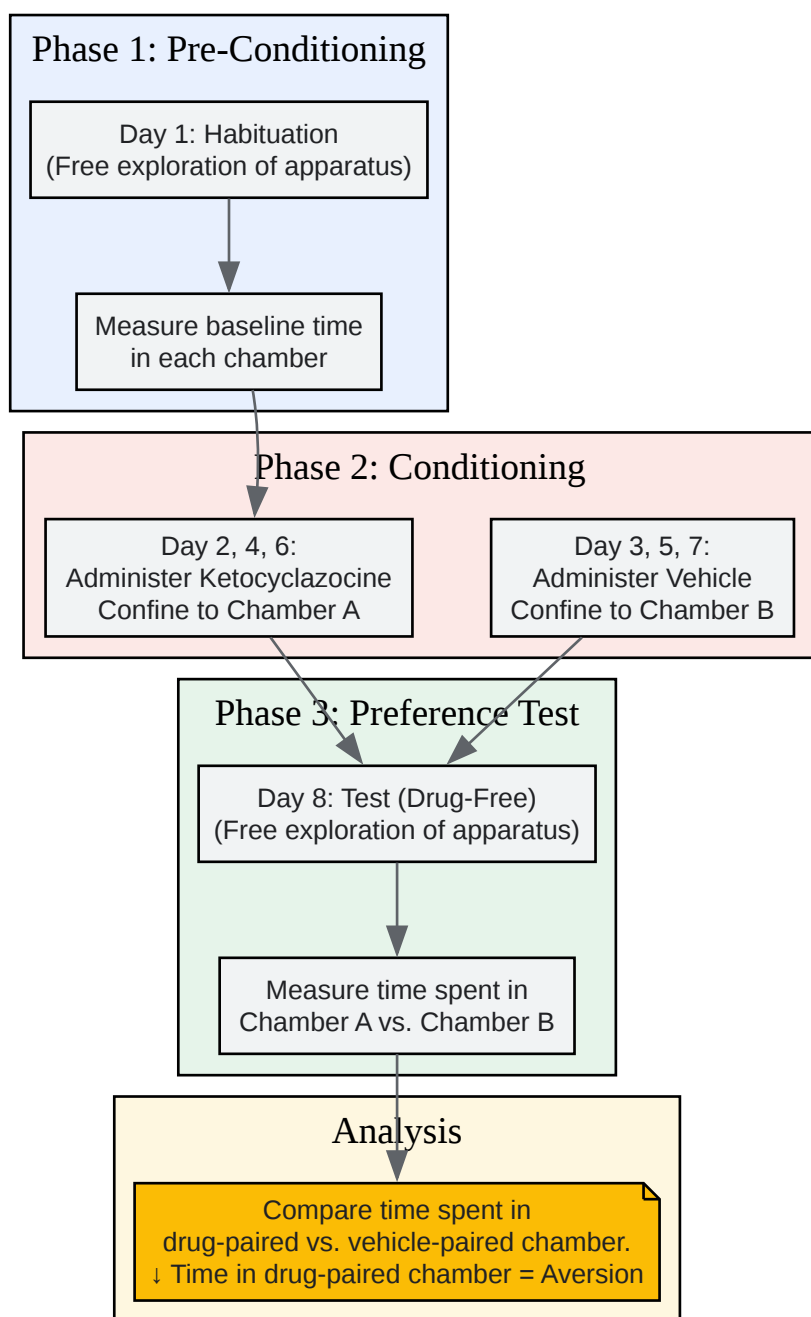 Phase 1: Pre-Conditioning
Day 1: Habituation
(Free exploration of apparatus)
Measure baseline time
in each chamber
Phase 2: Conditioning
Day 2, 4, 6:
Administer Ketocyclazocine
Confine to Chamber A
Day 3, 5, 7:
Administer Vehicle
Confine to Chamber B
Phase 3: Preference Test
Day 8: Test (Drug-Free)
(Free exploration of apparatus)
Measure time spent in
Chamber A vs. Chamber B
Analysis
Compare time spent in
drug-paired vs. vehicle-paired chamber.
↓ Time in drug-paired chamber = Aversion